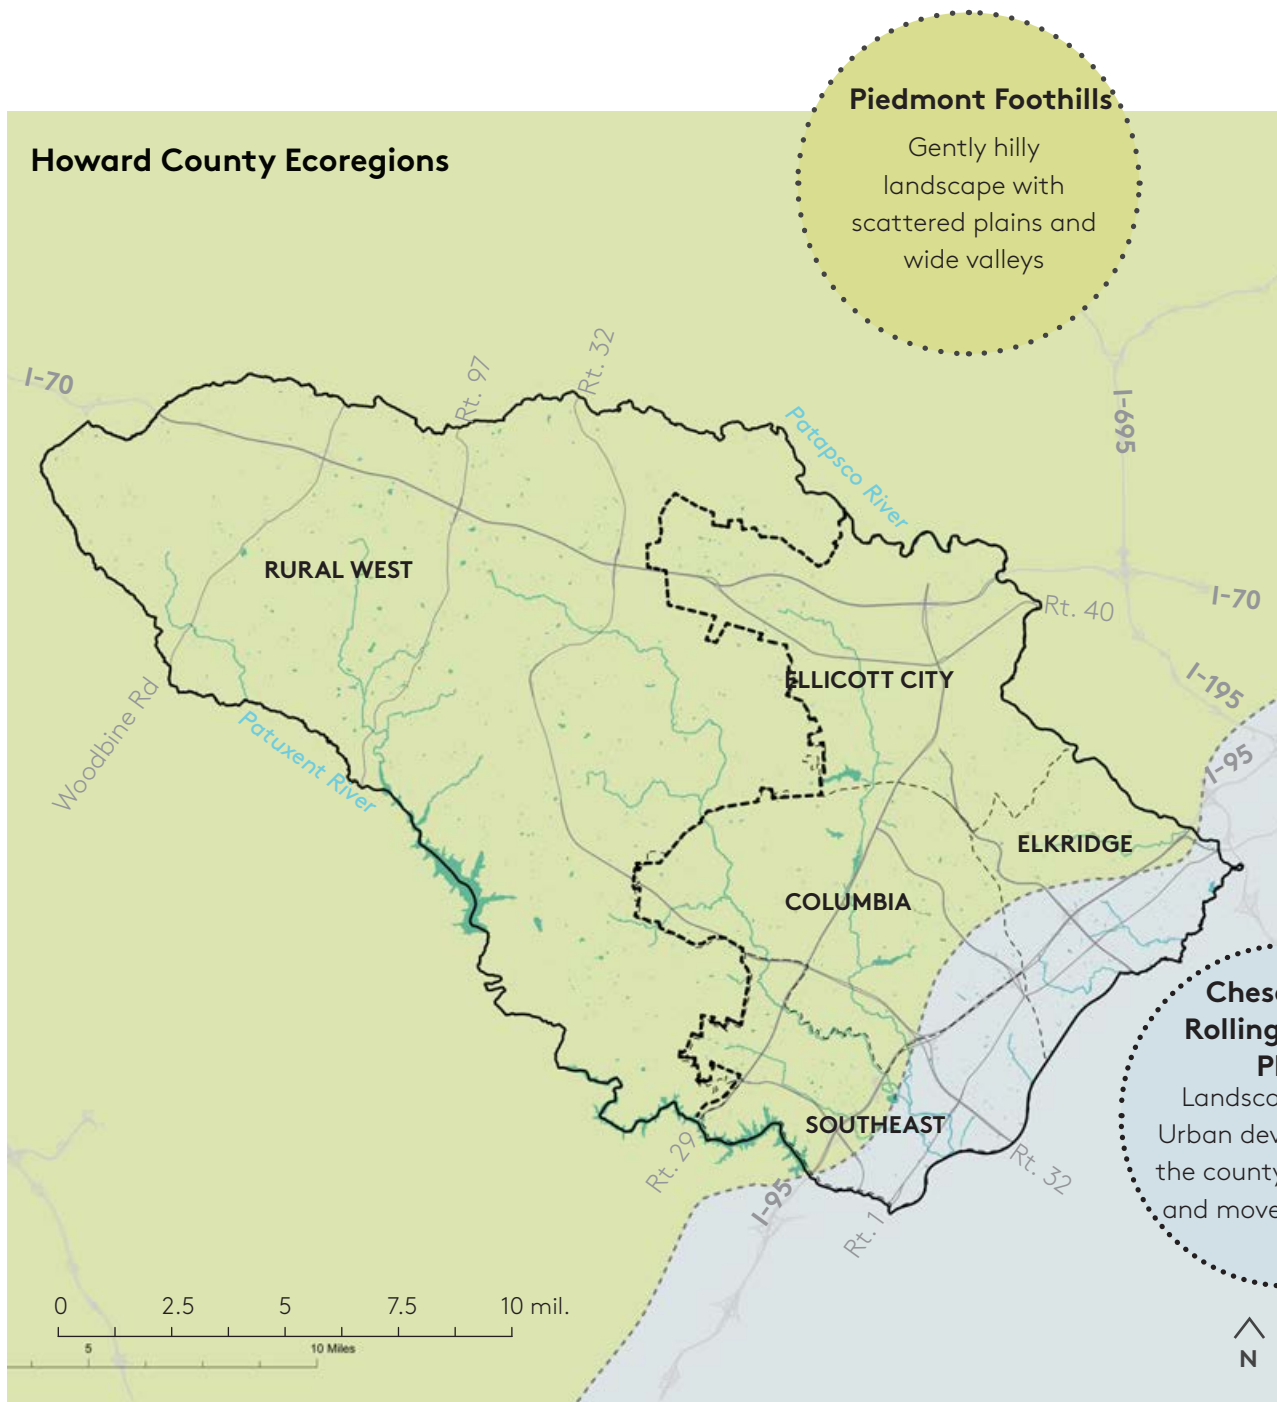 Piedmont Foothills
Gently hilly
landscape with
scattered plains and
wide valleys
Howard County Ecoregions
I-70
Rt. 97
Rt. 32
Patapsco River
I-695
RURAL WEST
I-70
Rt. 40
ELLICOTT CITY
I-195
Woodbine Rd
Patuxent River
I-95
ELKRIDGE
COLUMBIA
Rolling
Landsca
Urban dev
the county
and move
SOUTHEAST
Rt. 29
Rt. 32
I-95
Rt. 1
0 2.5 5 7.5 10 mil.
5 10 Miles
N